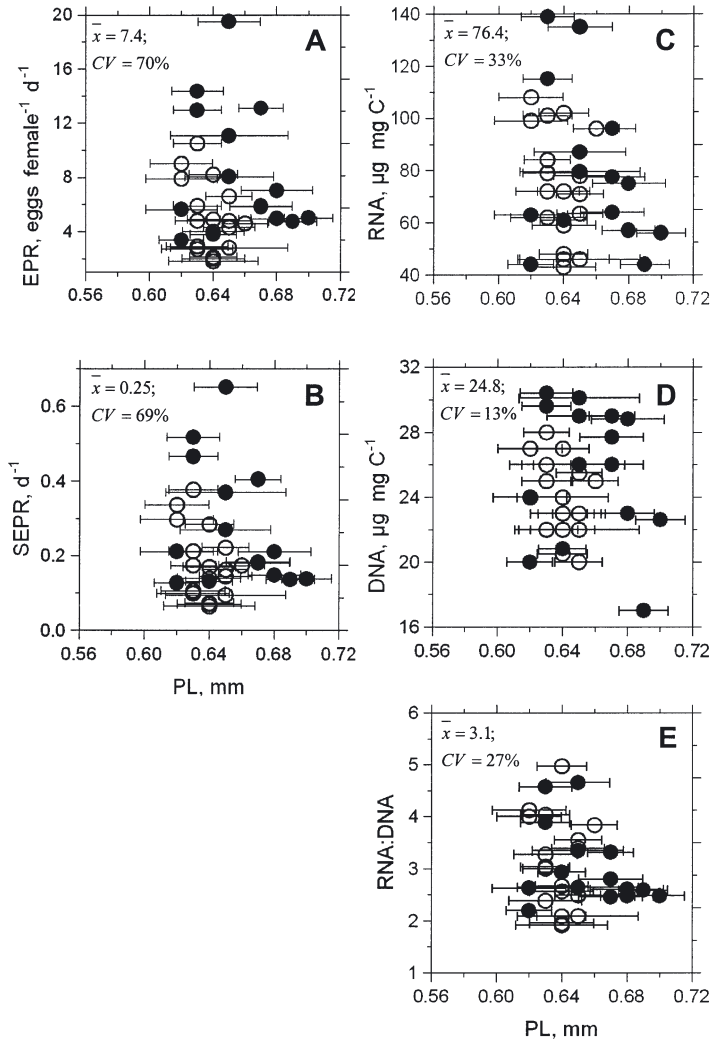 A
x̄ = 7.4;
CV = 70%
20
16
12
8
4
EPR, eggs female⁻¹ d⁻¹
0.56 0.60 0.64 0.68 0.72
C
x̄ = 76.4;
CV = 33%
140
120
100
80
60
40
RNA, µg mg C⁻¹
0.56 0.60 0.64 0.68 0.72
B
x̄ = 0.25;
CV = 69%
0.6
0.4
0.2
0.0
SEPR, d⁻¹
0.56 0.60 0.64 0.68 0.72
PL, mm
D
x̄ = 24.8;
CV = 13%
32
28
24
20
16
DNA, µg mg C⁻¹
0.56 0.60 0.64 0.68 0.72
E
x̄ = 3.1;
CV = 27%
6
5
4
3
2
1
RNA:DNA
0.56 0.60 0.64 0.68 0.72
PL, mm